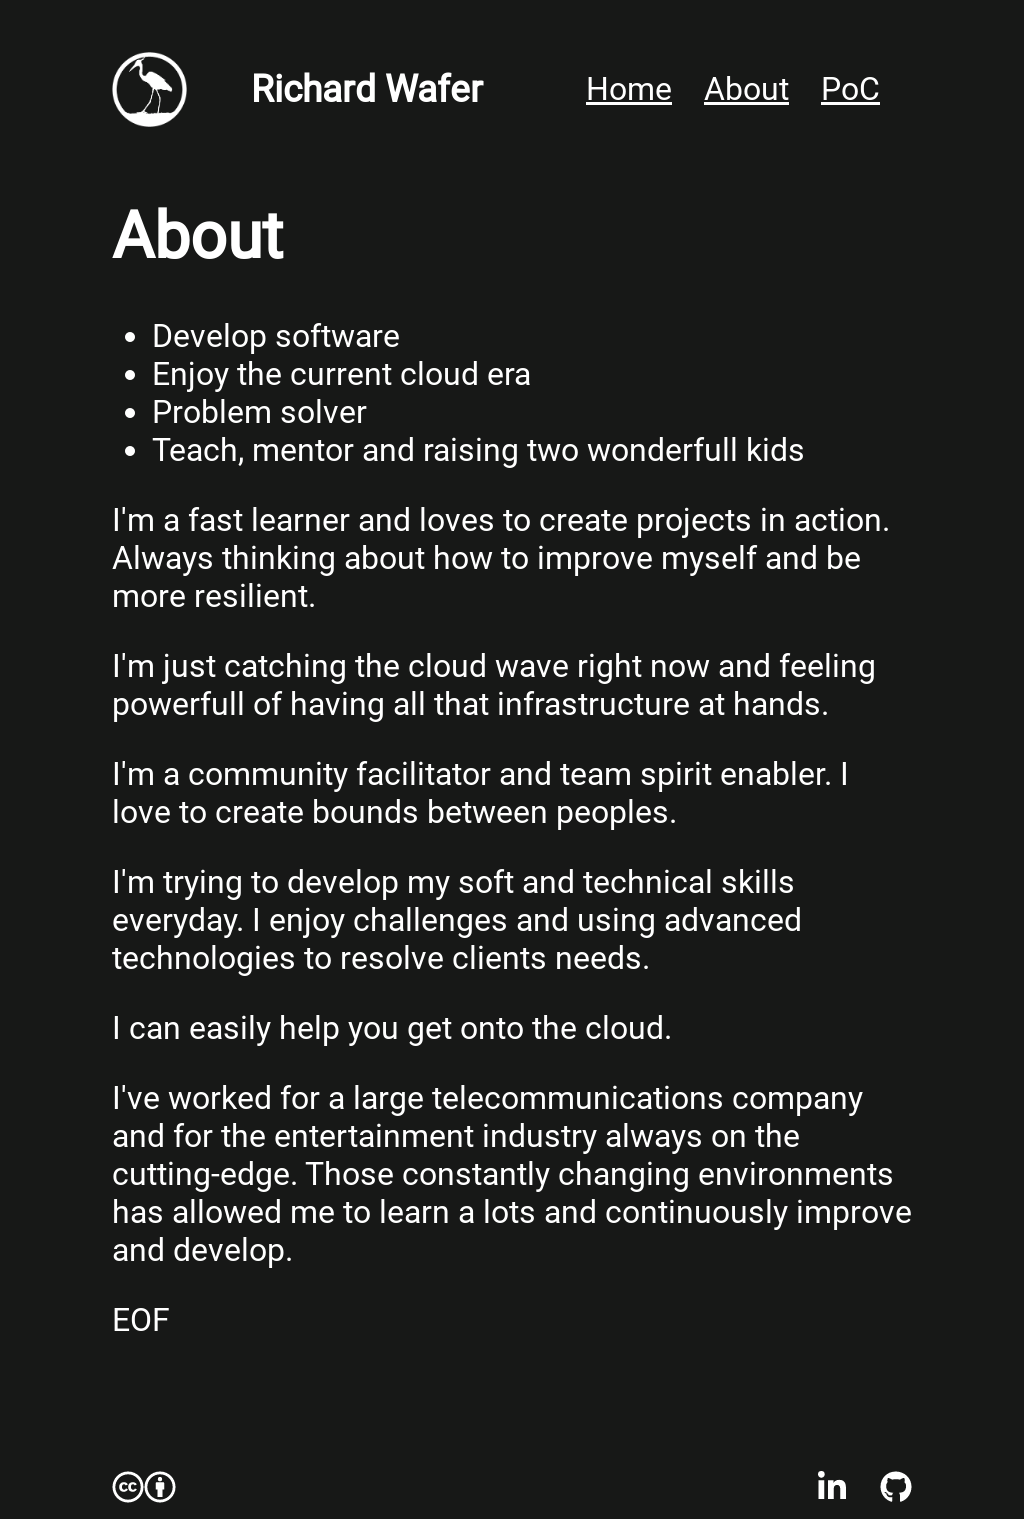 Richard Wafer
Home About PoC
About
• Develop software
• Enjoy the current cloud era
• Problem solver
• Teach, mentor and raising two wonderfull kids
I'm a fast learner and loves to create projects in action.
Always thinking about how to improve myself and be
more resilient.
I'm just catching the cloud wave right now and feeling
powerfull of having all that infrastructure at hands.
I'm a community facilitator and team spirit enabler. I
love to create bounds between peoples.
I'm trying to develop my soft and technical skills
everyday. I enjoy challenges and using advanced
technologies to resolve clients needs.
I can easily help you get onto the cloud.
I've worked for a large telecommunications company
and for the entertainment industry always on the
cutting-edge. Those constantly changing environments
has allowed me to learn a lots and continuously improve
and develop.
EOF
cc in